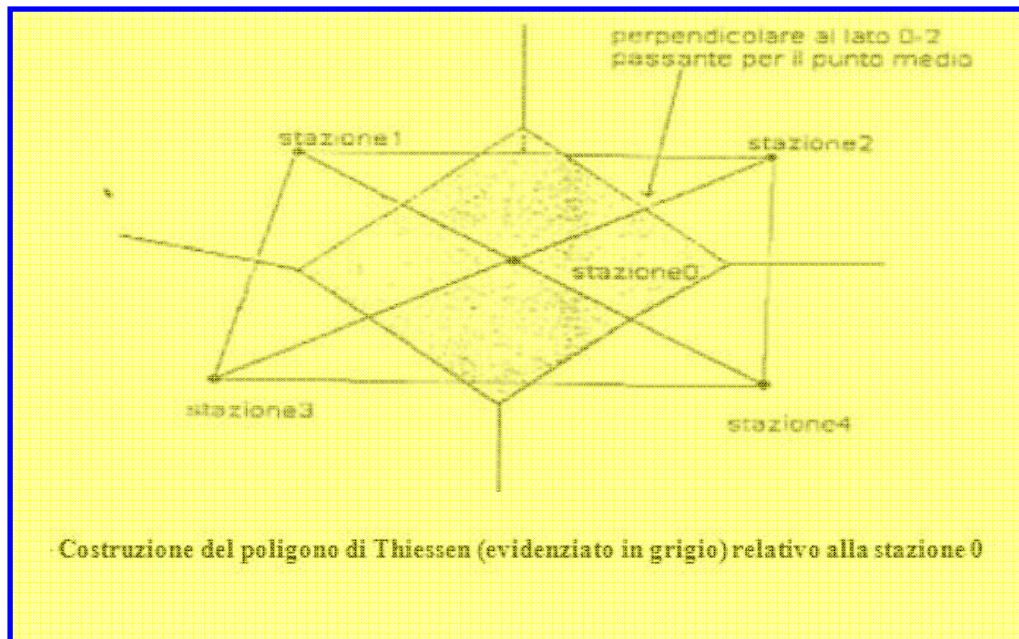 perpendicolare al lato 0-2
passante per il punto medio
stazione1
stazione2
stazione0
stazione3
stazione4
Costruzione del poligono di Thiessen (evidenziato in grigio) relativo alla stazione 0